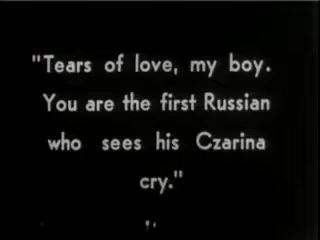 "Tears of love, my boy.
You are the first Russian
who sees his Czarina
cry."